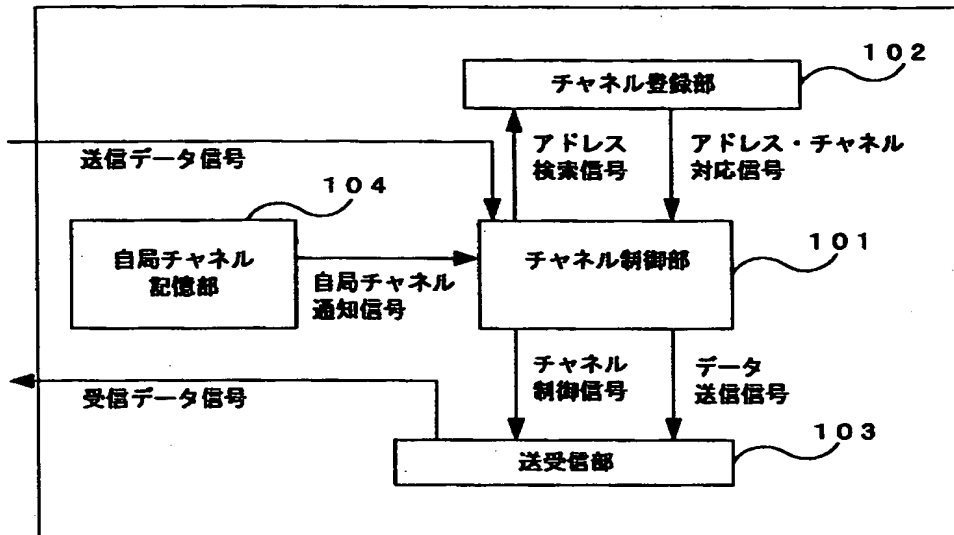 102
チャネル登録部
送信データ信号
アドレス
検索信号
アドレス・チャネル
対応信号
104
自局チャネル
記憶部
自局チャネル
通知信号
チャネル制御部
101
チャネル
制御信号
データ
送信信号
受信データ信号
103
送受信部